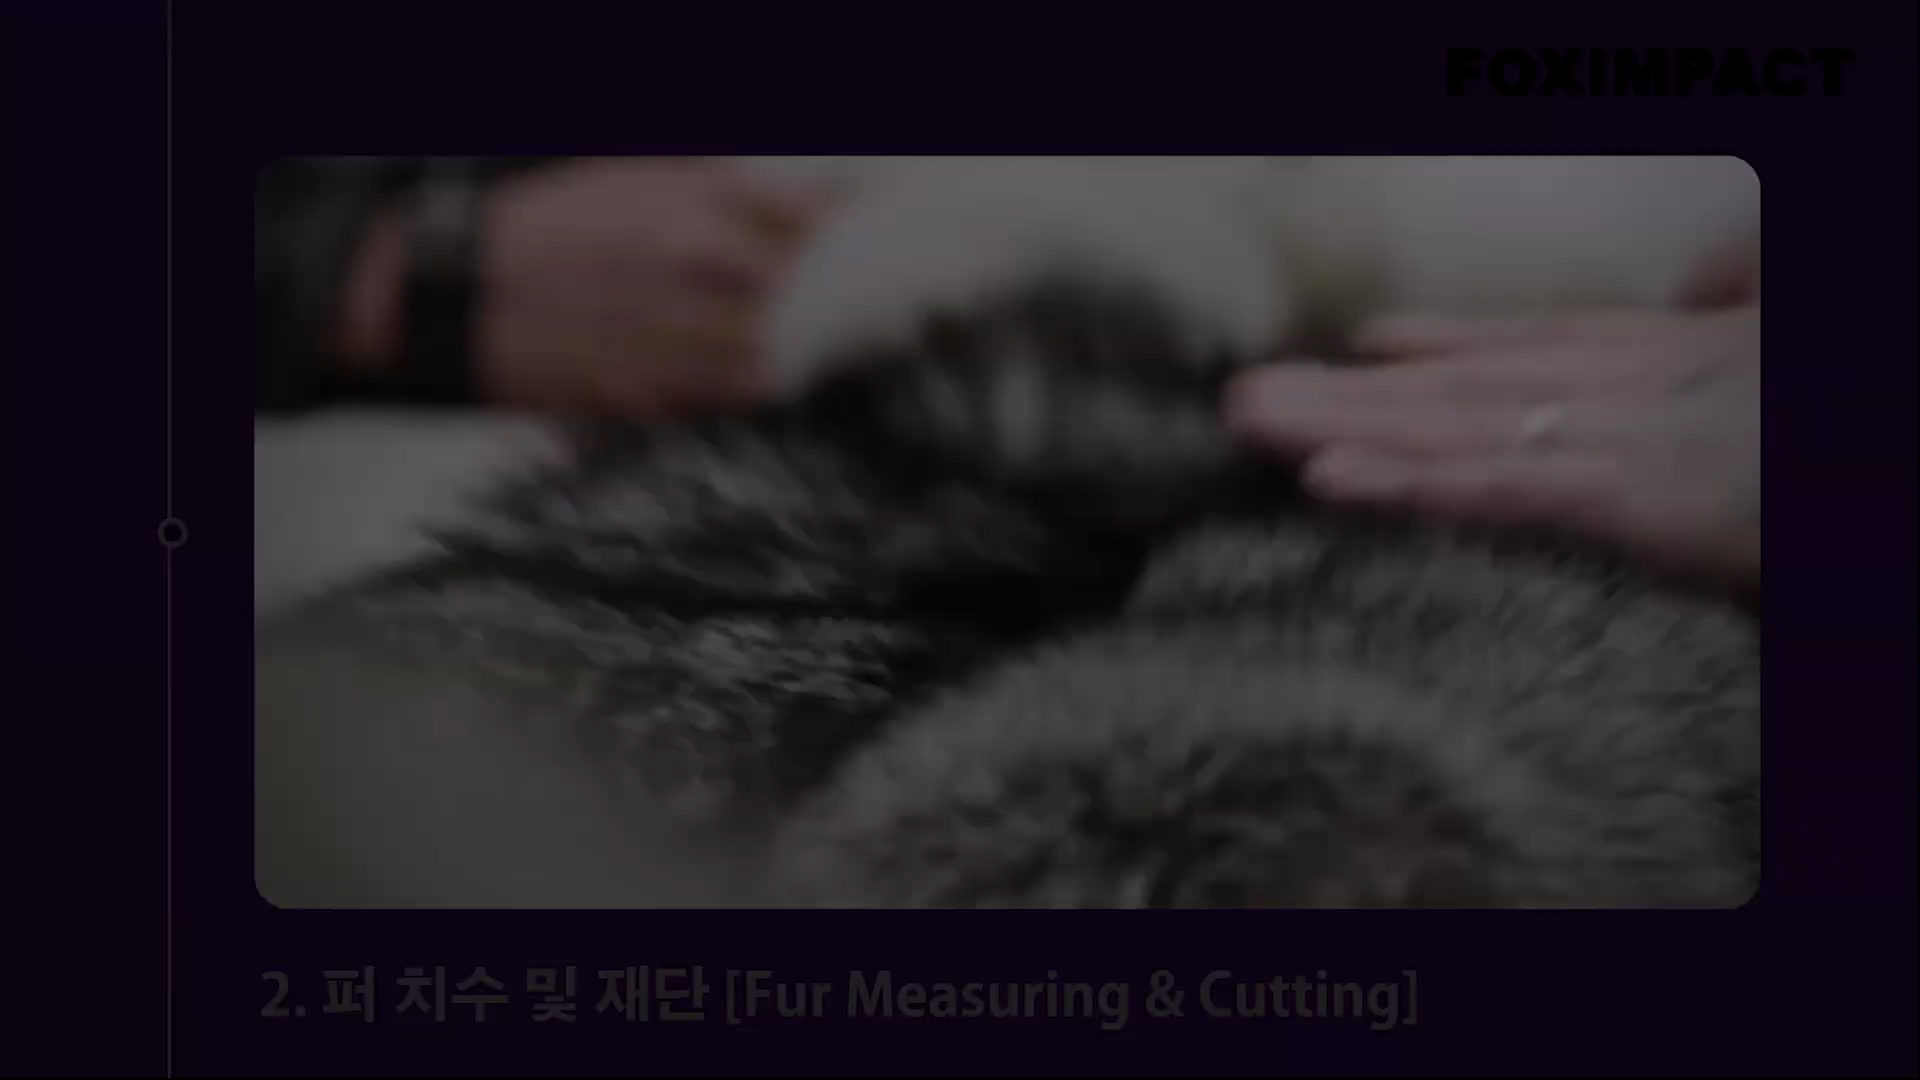 FOXIMPACT
2. 퍼 치수 및 재단 [Fur Measuring & Cutting]